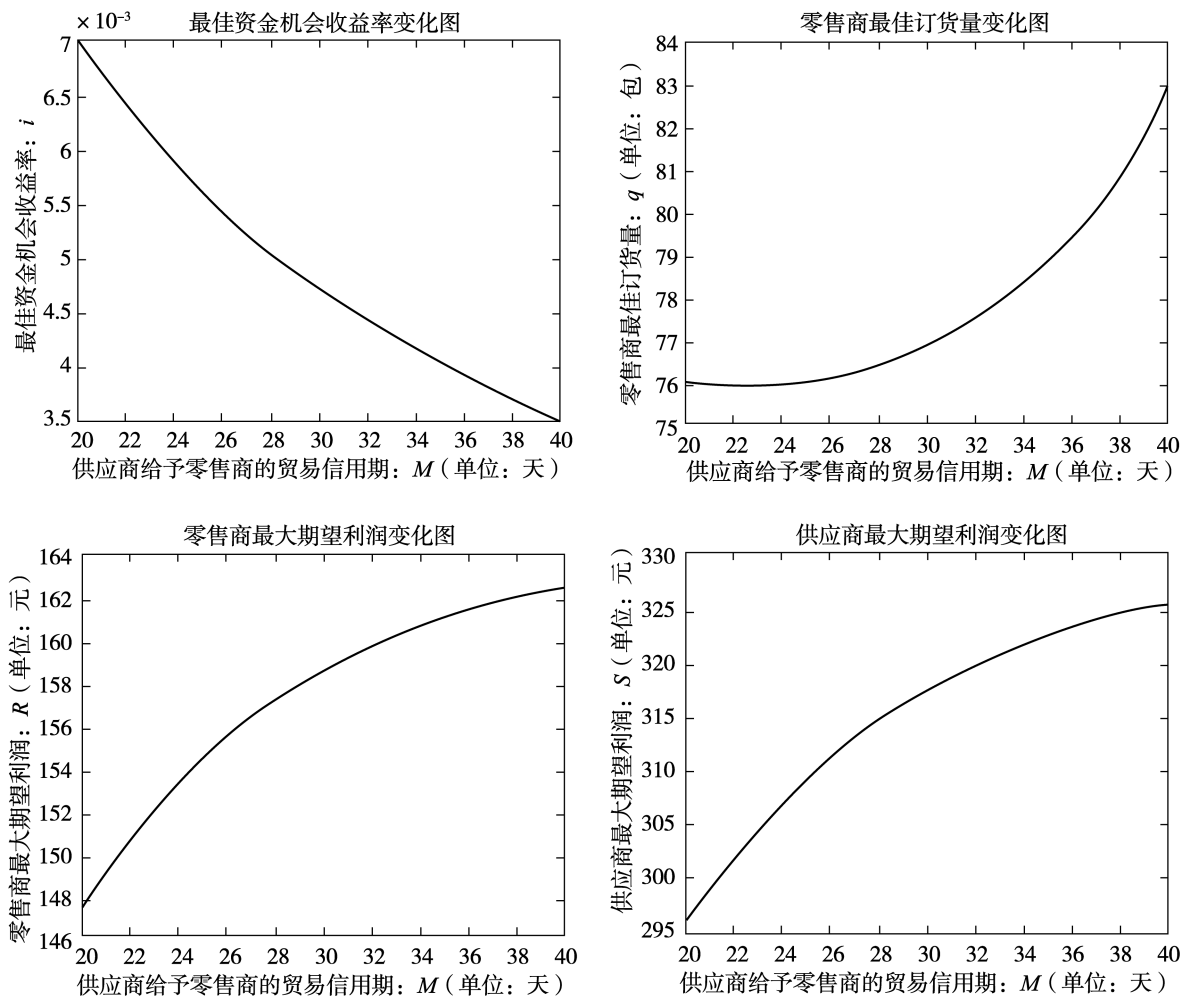 × 10⁻³
最佳资金机会收益率变化图
7
6.5
6
5.5
5
4.5
4
3.5
最佳资金机会收益率：i
20 22 24 26 28 30 32 34 36 38 40
供应商给予零售商的贸易信用期：M（单位：天）
零售商最佳订货量变化图
84
83
82
81
80
79
78
77
76
75
零售商最佳订货量：q（单位：包）
20 22 24 26 28 30 32 34 36 38 40
供应商给予零售商的贸易信用期：M（单位：天）
零售商最大期望利润变化图
164
162
160
158
156
154
152
150
148
146
零售商最大期望利润：R（单位：元）
20 22 24 26 28 30 32 34 36 38 40
供应商给予零售商的贸易信用期：M（单位：天）
供应商最大期望利润变化图
330
325
320
315
310
305
300
295
供应商最大期望利润：S（单位：元）
20 22 24 26 28 30 32 34 36 38 40
供应商给予零售商的贸易信用期：M（单位：天）